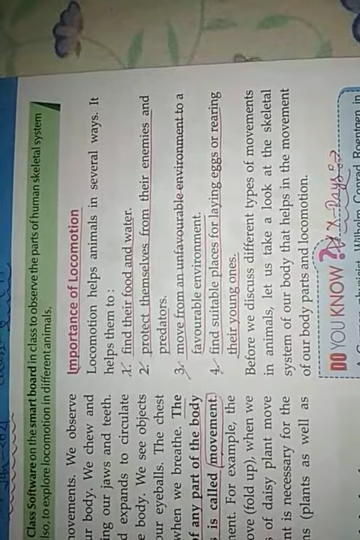 Class Software on the smart board in class to observe the parts of human skeletal system
lso, to explore locomotion in different animals.
ovements. We observe
ur body. We chew and
ing our jaws and teeth.
d expands to circulate
e body. We see objects
our eyeballs. The chest
when we breathe. The
f any part of the body
s is called movement.
ment. For example, the
ove (fold up), when we
s of daisy plant move
nt is necessary for the
ns (plants as well as
Importance of Locomotion
Locomotion helps animals in several ways. It
helps them to:
1. find their food and water.
2. protect themselves from their enemies and
predators.
3. move from an unfavourable environment to a
favourable environment.
4. find suitable places for laying eggs or rearing
their young ones.
Before we discuss different types of movements
in animals, let us take a look at the skeletal
system of our body that helps in the movement
of our body parts and locomotion.
DO YOU KNOW ? X-Rays
Wilhelm Conrad Roentgen in